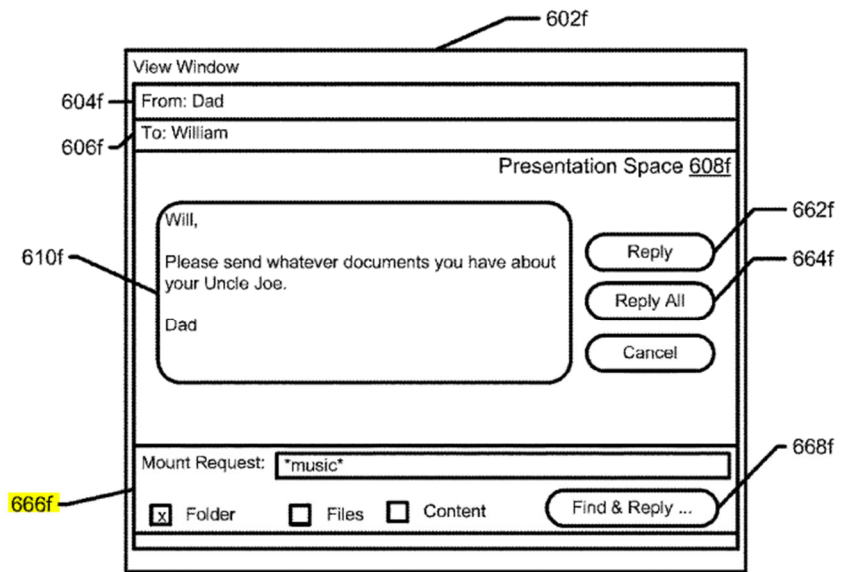 602f
View Window
604f
From: Dad
606f
To: William
Presentation Space 608f
662f
Will,
610f
Please send whatever documents you have about
your Uncle Joe.
Reply
664f
Dad
Reply All
Cancel
668f
Mount Request: *music*
666f
x Folder Files Content Find & Reply ...